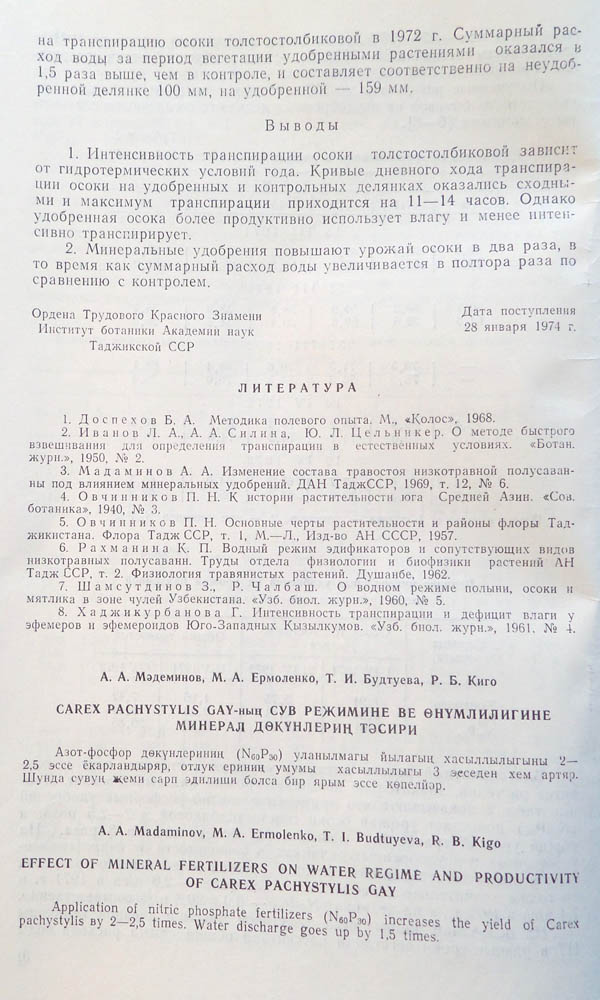 на транспирацию осоки толстостолбиковой в 1972 г. Суммарный рас-
ход воды за период вегетации удобренными растениями оказался в
1,5 раза выше, чем в контроле, и составляет соответственно на неудоб-
ренной делянке 100 мм, на удобренной — 159 мм.
Выводы
1. Интенсивность транспирации осоки толстостолбиковой зависит
от гидротермических условий года. Кривые дневного хода транспира-
ции осоки на удобренных и контрольных делянках оказались сходны-
ми и максимум транспирации приходится на 11—14 часов. Однако
удобренная осока более продуктивно использует влагу и менее интен-
сивно транспирирует.
2. Минеральные удобрения повышают урожай осоки в два раза, в
то время как суммарный расход воды увеличивается в полтора раза по
сравнению с контролем.
Ордена Трудового Красного Знамени
Институт ботаники Академии наук
Таджикской ССР
Дата поступления
28 января 1974 г.
ЛИТЕРАТУРА
1. Доспехов Б. А. Методика полевого опыта. М., «Колос», 1968.
2. Иванов Л. А., А. А. Силина, Ю. Л. Цельникер. О методе быстрого
взвешивания для определения транспирации в естественных условиях. «Ботан.
журн.», 1950, № 2.
3. Мадаминов А. А. Изменение состава травостоя низкотравной полусаван-
ны под влиянием минеральных удобрений. ДАН ТаджССР, 1969, т. 12, № 6.
4. Овчинников П. Н. К истории растительности юга Средней Азии. «Сов.
ботаника», 1940, № 3.
5. Овчинников П. Н. Основные черты растительности и районы флоры Тад-
жикистана. Флора Тадж ССР, т. 1, М.—Л., Изд-во АН СССР, 1957.
6. Рахманина К. П. Водный режим эдификаторов и сопутствующих видов
низкотравных полусаванн. Труды отдела физиологии и биофизики растений АН
Тадж ССР, т. 2. Физиология травянистых растений. Душанбе, 1962.
7. Шамсутдинов З., Р. Чалбаш. О водном режиме полыни, осоки и
мятлика в зоне чулей Узбекистана. «Узб. биол. журн.», 1960, № 5.
8. Хаджикурбанова Г. Интенсивность транспирации и дефицит влаги у
эфемеров и эфемероидов Юго-Западных Кызылкумов. «Узб. биол. журн.», 1961, № 4.
А. А. Мәдеминов, М. А. Ермоленко, Т. И. Будтуева, Р. Б. Киго
CAREX PACHYSTYLIS GAY-ның СУВ РЕЖИМИНЕ ВЕ ӨНҮМЛИЛИГИНЕ
МИНЕРАЛ ДӨКҮНЛЕРИҢ ТӘСИРИ
Азот-фосфор дөкүнлериниң (N60P30) уланылмагы йылагың хасыллылыгыны 2—
2,5 эссе ёкарландыряр, отлук ериниң умумы хасыллылыгы 3 эсседен хем артяр.
Шунда сувуң җеми сарп эдилиши болса бир ярым эссе көпелйәр.
A. A. Madaminov, M. A. Ermolenko, T. I. Budtuyeva, R. B. Kigo
EFFECT OF MINERAL FERTILIZERS ON WATER REGIME AND PRODUCTIVITY
OF CAREX PACHYSTYLIS GAY
Application of nitric phosphate fertilizers (N60P30) increases the yield of Carex
pachystylis by 2—2,5 times. Water discharge goes up by 1,5 times.